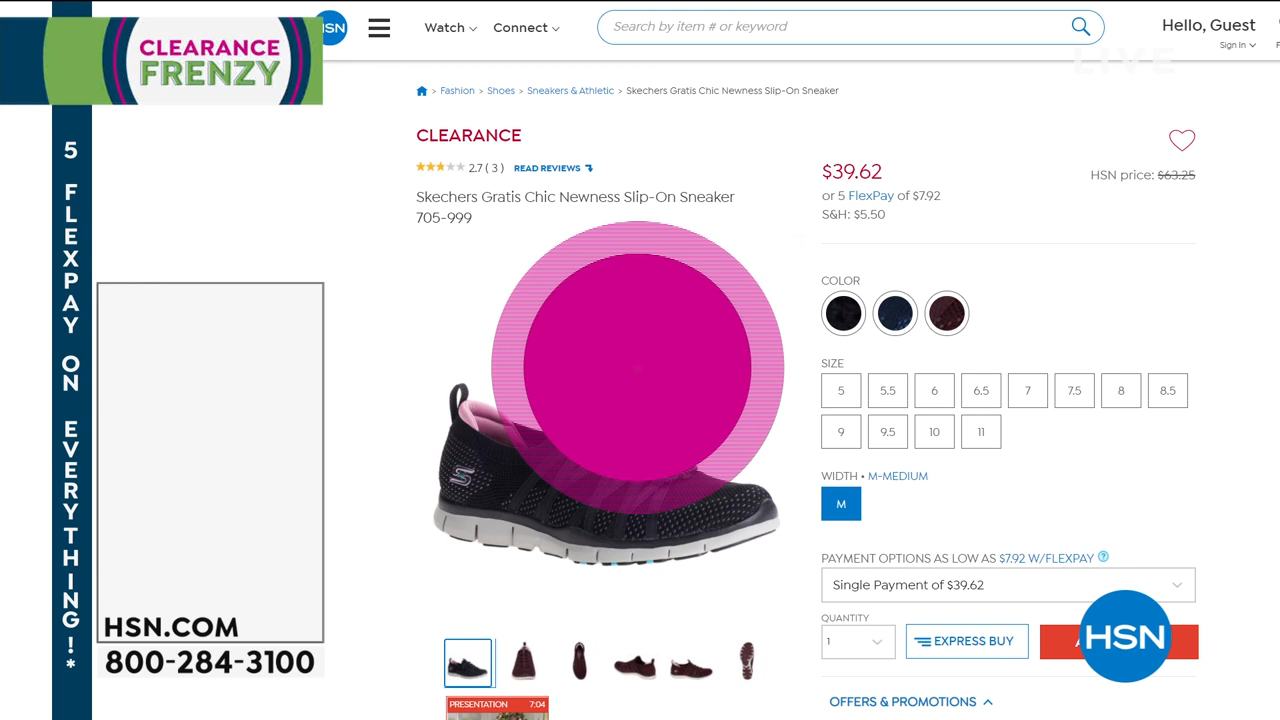 CLEARANCE
FRENZY
HSN
Watch
Connect
Search by item # or keyword
Hello, Guest
Sign In
LIVE
5 FLEXPAY ON EVERYTHING!*
Fashion > Shoes > Sneakers & Athletic > Skechers Gratis Chic Newness Slip-On Sneaker
CLEARANCE
2.7 ( 3 ) READ REVIEWS
Skechers Gratis Chic Newness Slip-On Sneaker
705-999
$39.62
HSN price: $63.25
or 5 FlexPay of $7.92
S&H: $5.50
COLOR
SIZE
5 5.5 6 6.5 7 7.5 8 8.5
9 9.5 10 11
WIDTH • M-MEDIUM
M
PAYMENT OPTIONS AS LOW AS $7.92 W/FLEXPAY ?
Single Payment of $39.62
QUANTITY
1
EXPRESS BUY
HSN
OFFERS & PROMOTIONS
S
HSN.COM
800-284-3100
PRESENTATION 7:04